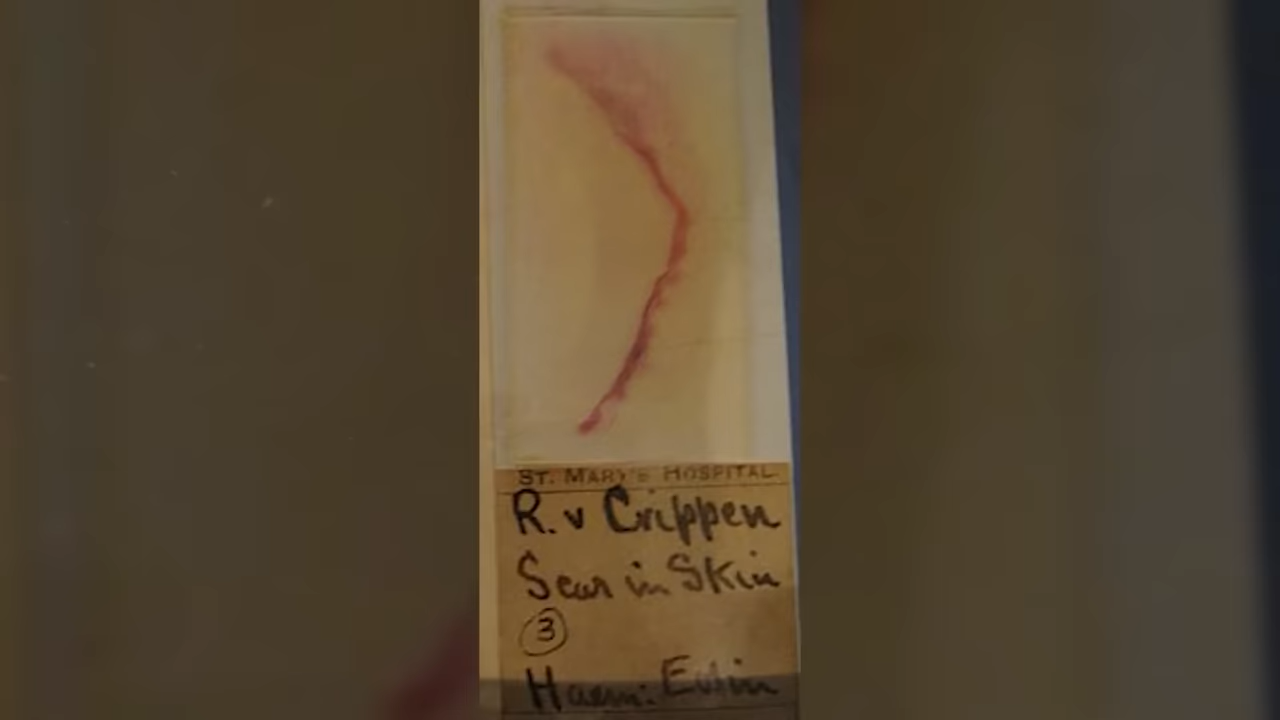 ST. MARY'S HOSPITAL.
R. v Crippen
Scar in Skin
3
Haem: Eosin